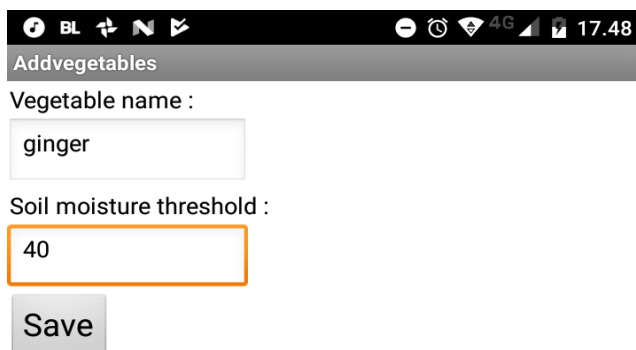 BL N 4G 17.48
Addvegetables
Vegetable name :
ginger
Soil moisture threshold :
40
Save